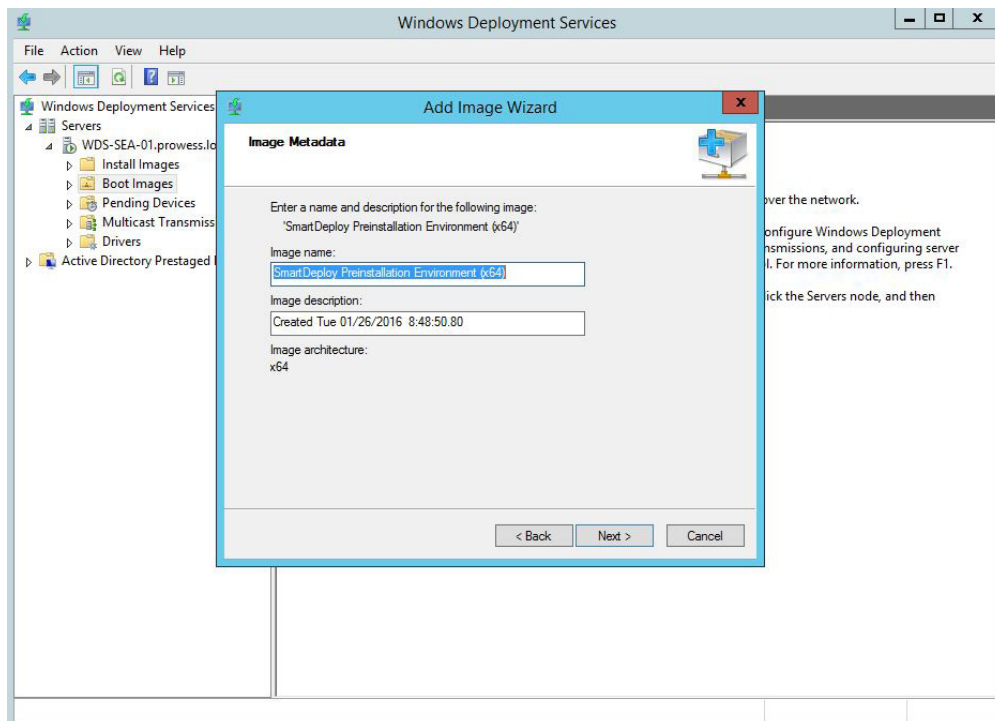 Windows Deployment Services
File Action View Help
Windows Deployment Services
Servers
WDS-SEA-01.prowess.lo
Install Images
Boot Images
Pending Devices
Multicast Transmiss
Drivers
Active Directory Prestaged
Add Image Wizard
Image Metadata
Enter a name and description for the following image:
'SmartDeploy Preinstallation Environment (x64)'
Image name:
SmartDeploy Preinstallation Environment (x64)
Image description:
Created Tue 01/26/2016 8:48:50.80
Image architecture:
x64
< Back Next > Cancel
over the network.
onfigure Windows Deployment
nsmissions, and configuring server
l. For more information, press F1.
ick the Servers node, and then